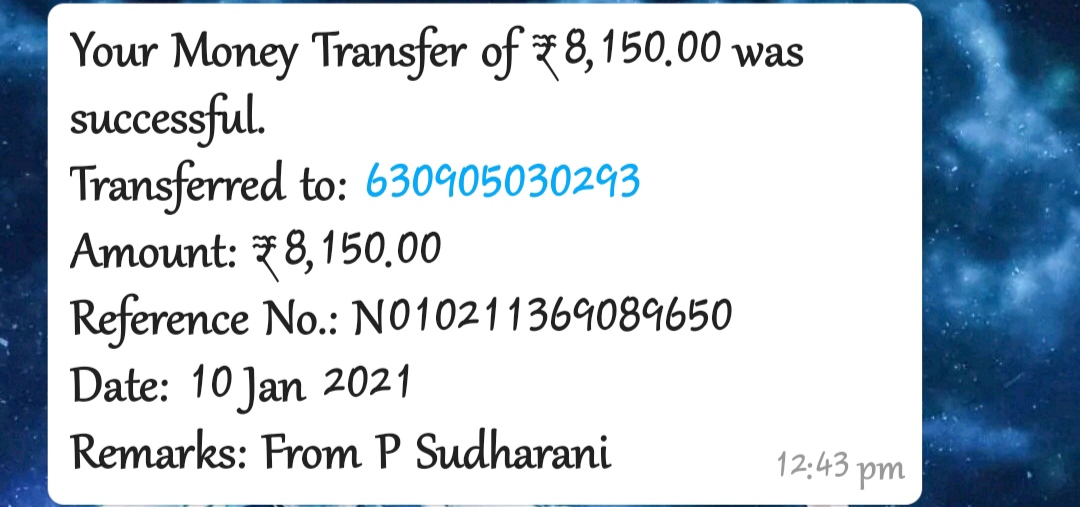 Your Money Transfer of ₹8,150.00 was
successful.
Transferred to: 630905030293
Amount: ₹8,150.00
Reference No.: N010211369089650
Date: 10 Jan 2021
Remarks: From P Sudharani
12:43 pm